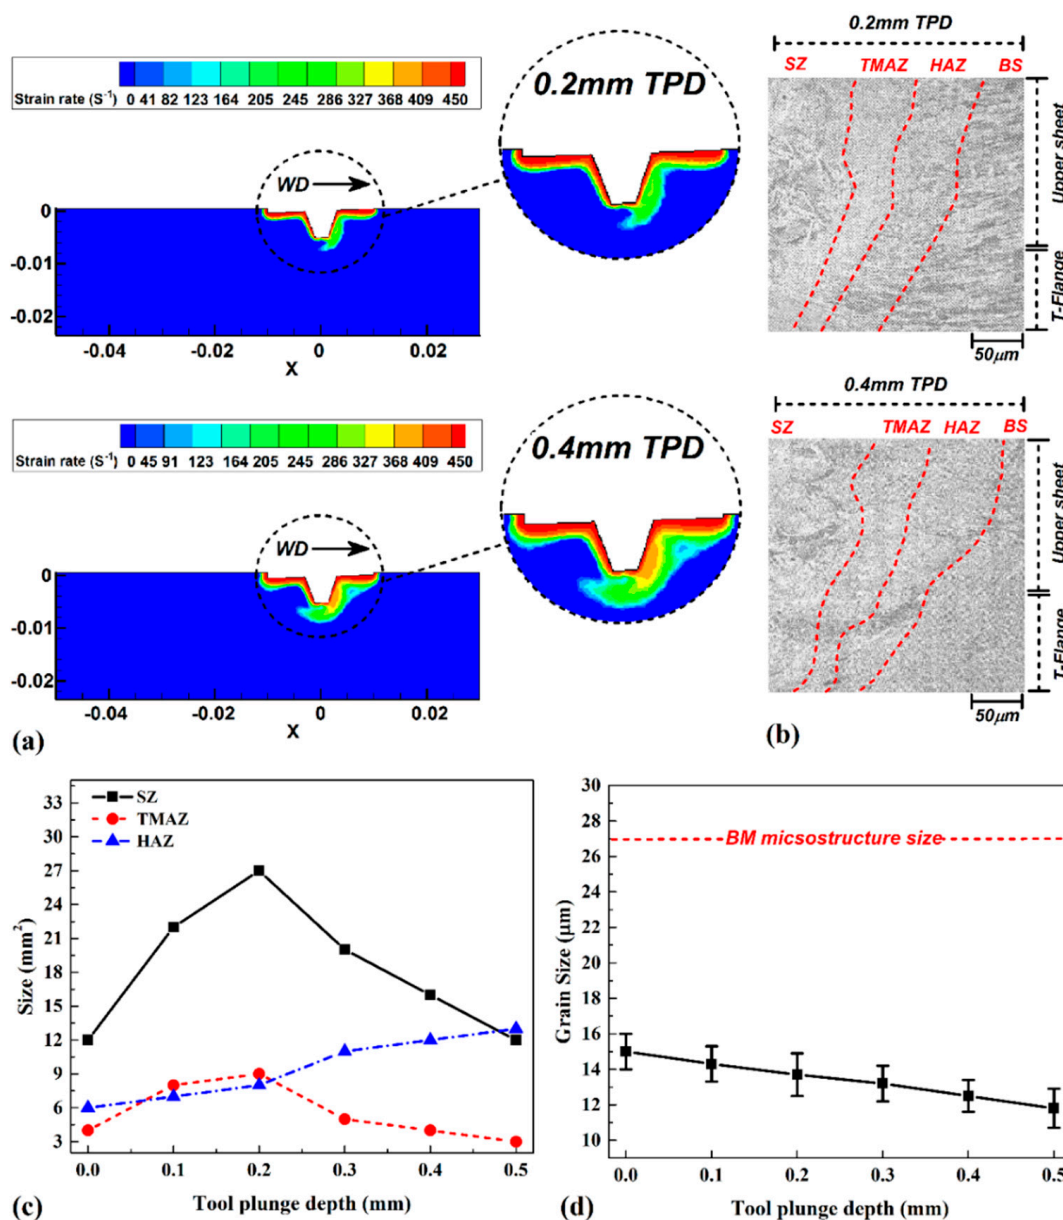 (a)
0.2mm TPD
Strain rate (S⁻¹)
0 41 82 123 164 205 245 286 327 368 409 450
0.2mm TPD
WD
0
-0.01
-0.02
-0.04 -0.02 0 0.02
X
SZ TMAZ HAZ BS
Upper sheet
T-Flange
50μm
Strain rate (S⁻¹)
0 45 91 123 164 205 245 286 327 368 409 450
0.4mm TPD
WD
0
-0.01
-0.02
-0.04 -0.02 0 0.02
X
0.4mm TPD
SZ TMAZ HAZ BS
Upper sheet
T-Flange
50μm
(a)
(b)
SZ
TMAZ
HAZ
33
30
27
24
21
18
15
12
9
6
3
Size (mm²)
0.0 0.1 0.2 0.3 0.4 0.5
Tool plunge depth (mm)
(c)
30
28
26
24
22
20
18
16
14
12
10
Grain Size (μm)
BM micsostructure size
0.0 0.1 0.2 0.3 0.4 0.5
Tool plunge depth (mm)
(d)